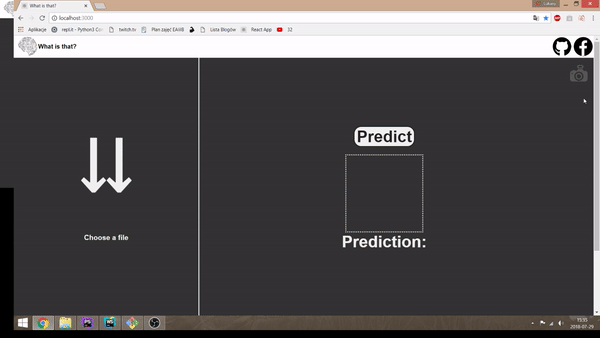 What is that?
localhost:3000
Aplikacje
repl.it - Python3 Co
twitch.tv
Plan zajęć EAIiIB
Lista Blogów
React App
32
What is that?
Predict
Choose a file
Prediction:
15:35
2018-07-29